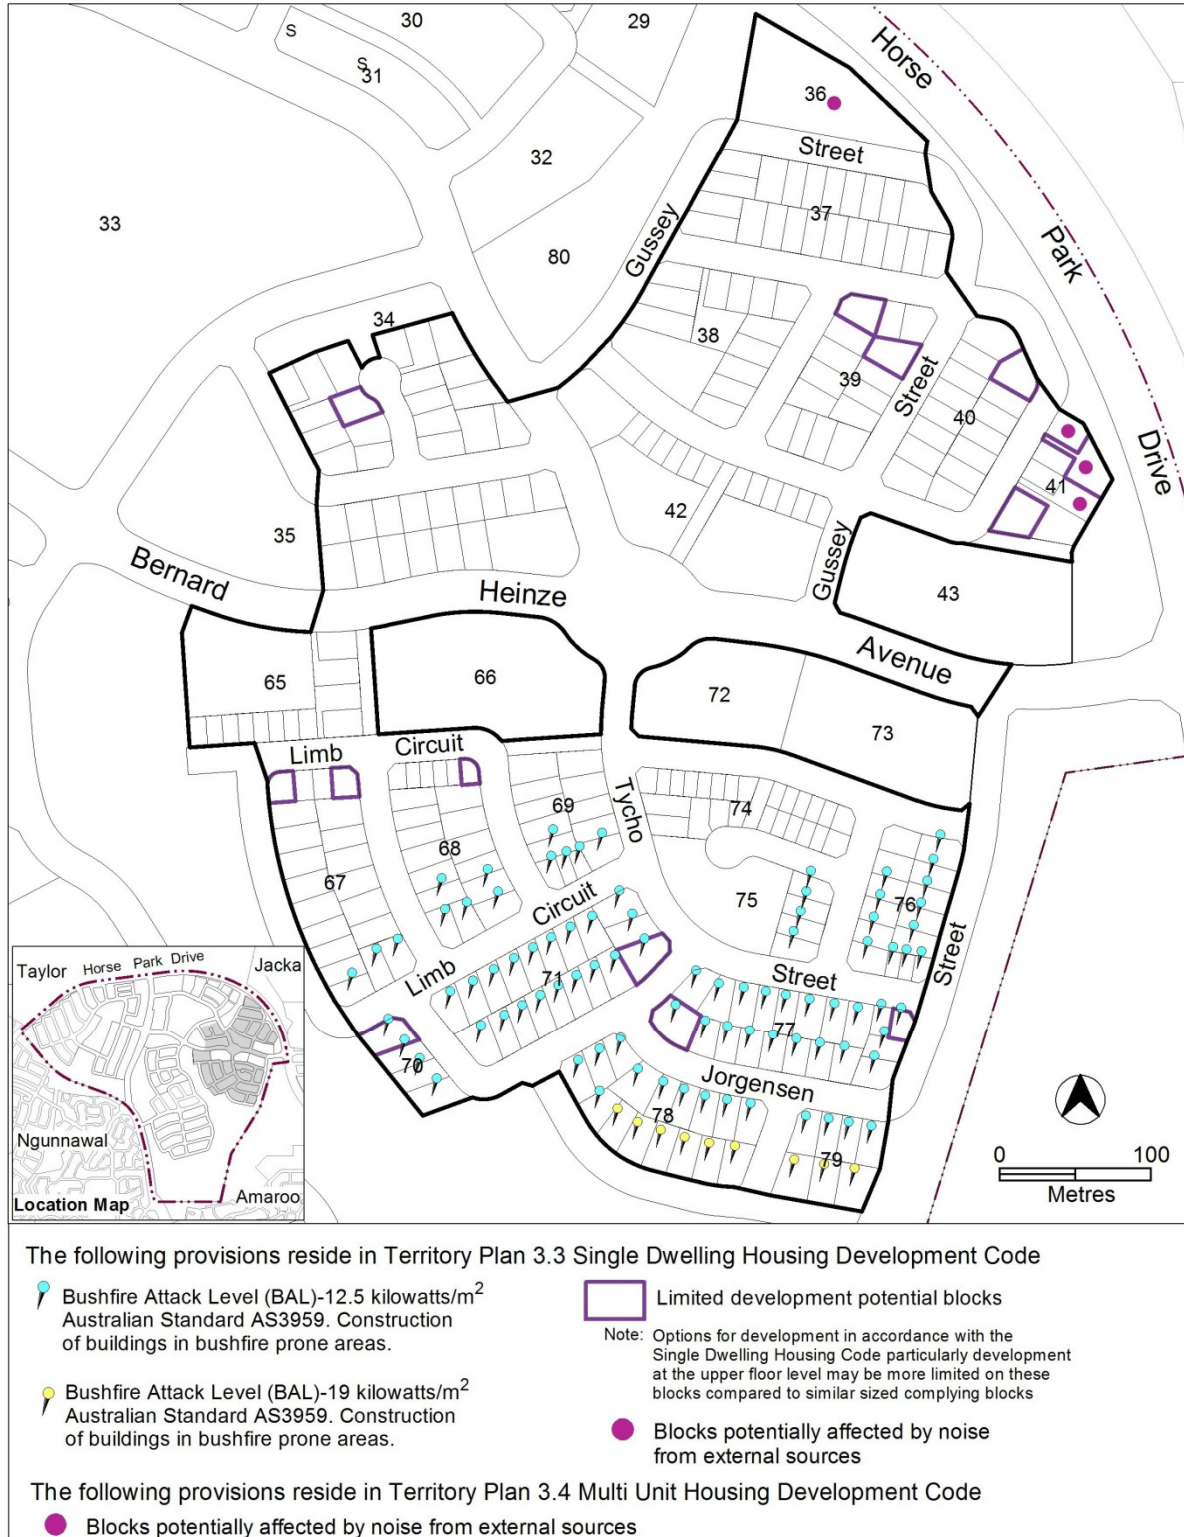 30
29
S
S
31
Horse
36
32
Street
33
37
Gussey
Park
80
34
38
39
Street
40
Drive
41
42
35
Gussey
Bernard
Heinze
43
Avenue
65
66
72
73
Limb
Circuit
Tycho
69
74
68
67
Circuit
75
76
Limb
71
Street
Street
77
70
Jorgensen
78
79
Taylor
Horse Park Drive
Jacka
Ngunnawal
Amaroo
Location Map
0
100
Metres
The following provisions reside in Territory Plan 3.3 Single Dwelling Housing Development Code
Bushfire Attack Level (BAL)-12.5 kilowatts/m²
Australian Standard AS3959. Construction
of buildings in bushfire prone areas.
Limited development potential blocks
Note: Options for development in accordance with the
Single Dwelling Housing Code particularly development
at the upper floor level may be more limited on these
blocks compared to similar sized complying blocks
Bushfire Attack Level (BAL)-19 kilowatts/m²
Australian Standard AS3959. Construction
of buildings in bushfire prone areas.
Blocks potentially affected by noise
from external sources
The following provisions reside in Territory Plan 3.4 Multi Unit Housing Development Code
Blocks potentially affected by noise from external sources